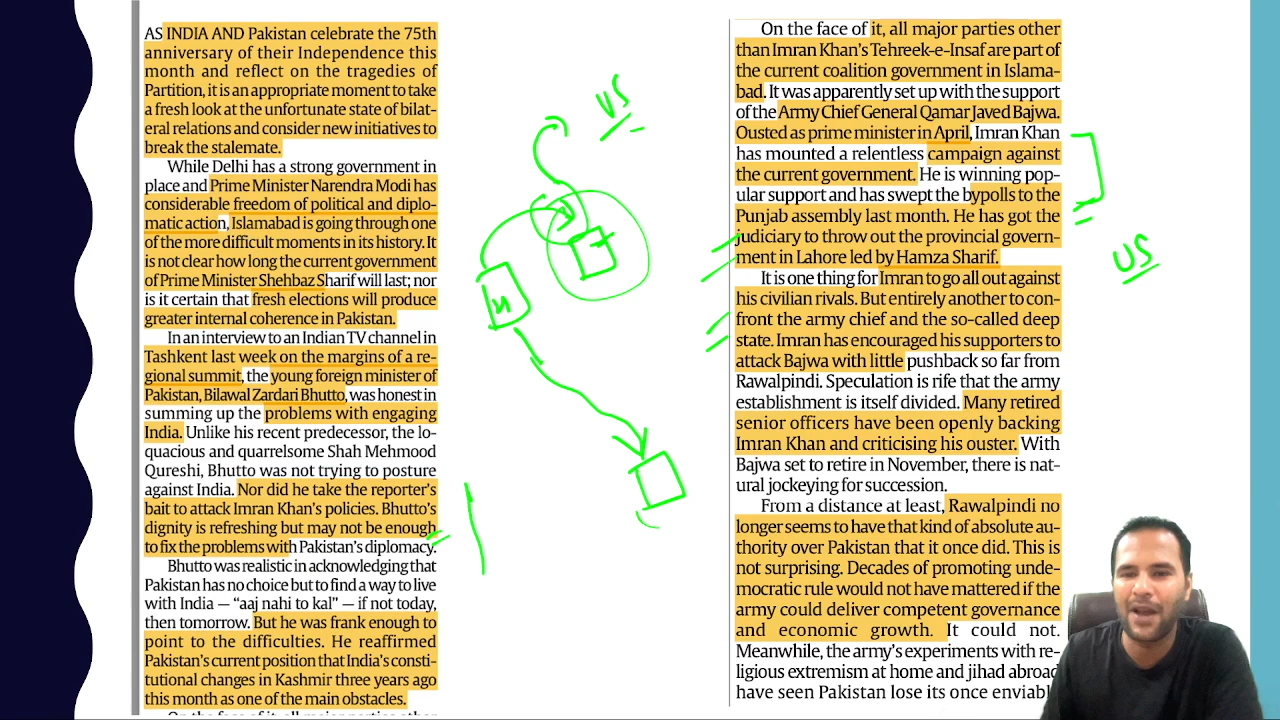 AS INDIA AND Pakistan celebrate the 75th
anniversary of their Independence this
month and reflect on the tragedies of
Partition, it is an appropriate moment to take
a fresh look at the unfortunate state of bilat-
eral relations and consider new initiatives to
break the stalemate.
While Delhi has a strong government in
place and Prime Minister Narendra Modi has
considerable freedom of political and diplo-
matic action, Islamabad is going through one
of the more difficult moments in its history. It
is not clear how long the current government
of Prime Minister Shehbaz Sharif will last; nor
is it certain that fresh elections will produce
greater internal coherence in Pakistan.
In an interview to an Indian TV channel in
Tashkent last week on the margins of a re-
gional summit, the young foreign minister of
Pakistan, Bilawal Zardari Bhutto, was honest in
summing up the problems with engaging
India. Unlike his recent predecessor, the lo-
quacious and quarrelsome Shah Mehmood
Qureshi, Bhutto was not trying to posture
against India. Nor did he take the reporter's
bait to attack Imran Khan's policies. Bhutto's
dignity is refreshing but may not be enough
to fix the problems with Pakistan's diplomacy.
Bhutto was realistic in acknowledging that
Pakistan has no choice but to find a way to live
with India — “aaj nahi to kal” — if not today,
then tomorrow. But he was frank enough to
point to the difficulties. He reaffirmed
Pakistan's current position that India's consti-
tutional changes in Kashmir three years ago
this month as one of the main obstacles.
On the face of it, all major parties other
US
On the face of it, all major parties other
than Imran Khan's Tehreek-e-Insaf are part of
the current coalition government in Islama-
bad. It was apparently set up with the support
of the Army Chief General Qamar Javed Bajwa.
Ousted as prime minister in April, Imran Khan
has mounted a relentless campaign against
the current government. He is winning pop-
ular support and has swept the bypolls to the
Punjab assembly last month. He has got the
judiciary to throw out the provincial govern-
ment in Lahore led by Hamza Sharif.
It is one thing for Imran to go all out against
his civilian rivals. But entirely another to con-
front the army chief and the so-called deep
state. Imran has encouraged his supporters to
attack Bajwa with little pushback so far from
Rawalpindi. Speculation is rife that the army
establishment is itself divided. Many retired
senior officers have been openly backing
Imran Khan and criticising his ouster. With
Bajwa set to retire in November, there is nat-
ural jockeying for succession.
From a distance at least, Rawalpindi no
longer seems to have that kind of absolute au-
thority over Pakistan that it once did. This is
not surprising. Decades of promoting unde-
mocratic rule would not have mattered if the
army could deliver competent governance
and economic growth. It could not.
Meanwhile, the army's experiments with re-
ligious extremism at home and jihad abroad
have seen Pakistan lose its once enviabl
US